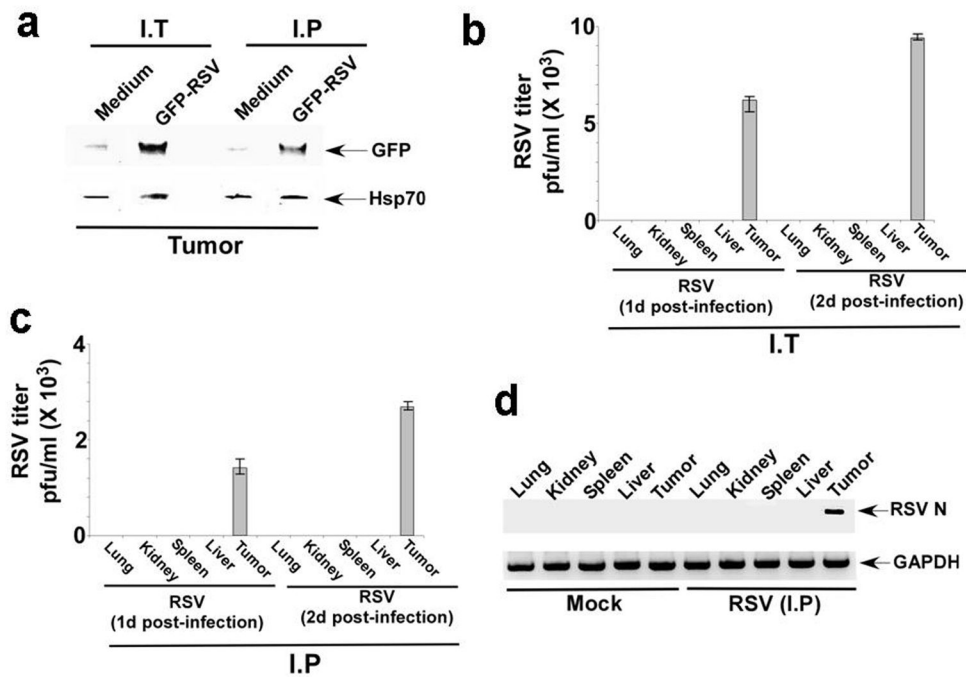 a
I.T
I.P
Medium
GFP-RSV
Medium
GFP-RSV
GFP
Hsp70
Tumor
b
RSV titer
pfu/ml (X 10³)
10
5
0
Lung
Kidney
Spleen
Liver
Tumor
Lung
Kidney
Spleen
Liver
Tumor
RSV
(1d post-infection)
RSV
(2d post-infection)
I.T
c
RSV titer
pfu/ml (X 10³)
4
2
0
Lung
Kidney
Spleen
Liver
Tumor
Lung
Kidney
Spleen
Liver
Tumor
RSV
(1d post-infection)
RSV
(2d post-infection)
I.P
d
Lung
Kidney
Spleen
Liver
Tumor
Lung
Kidney
Spleen
Liver
Tumor
RSV N
GAPDH
Mock
RSV (I.P)